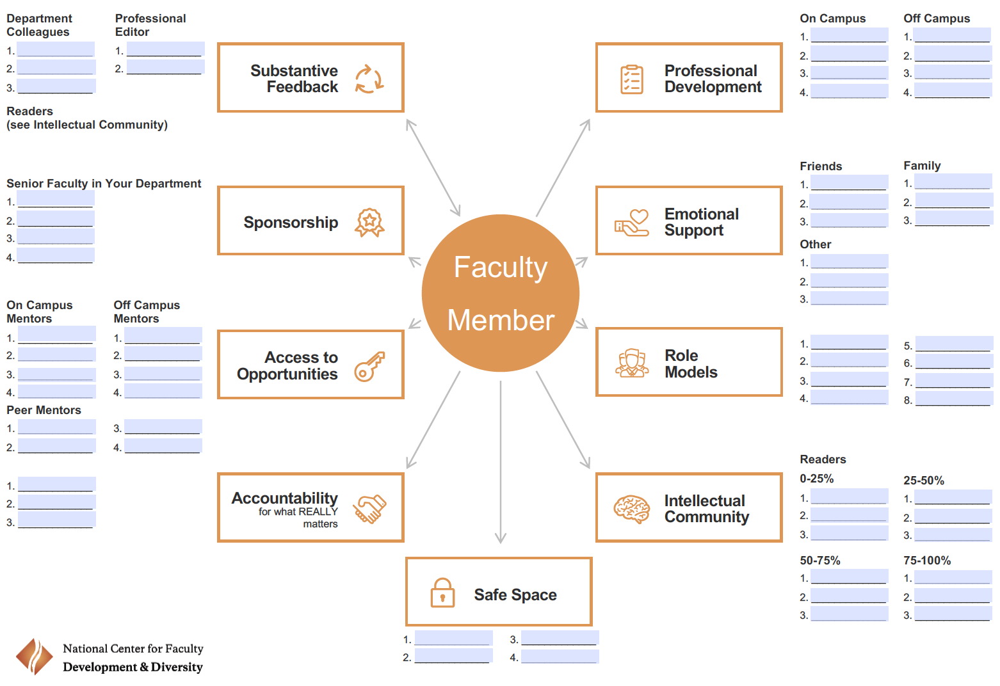 Department
Colleagues
1.
2.
3.
Professional
Editor
1.
2.
Readers
(see Intellectual Community)
Substantive
Feedback
Senior Faculty in Your Department
1.
2.
3.
4.
Sponsorship
On Campus
Mentors
1.
2.
3.
4.
Off Campus
Mentors
1.
2.
3.
4.
Peer Mentors
1.
2.
3.
4.
Access to
Opportunities
1.
2.
3.
Accountability
for what REALLY
matters
Faculty
Member
Professional
Development
On Campus
1.
2.
3.
4.
Off Campus
1.
2.
3.
4.
Emotional
Support
Friends
1.
2.
3.
Family
1.
2.
3.
Other
1.
2.
3.
Role
Models
1.
2.
3.
4.
5.
6.
7.
8.
Intellectual
Community
Readers
0-25%
1.
2.
3.
25-50%
1.
2.
3.
50-75%
1.
2.
3.
75-100%
1.
2.
3.
Safe Space
1.
2.
3.
4.
National Center for Faculty
Development & Diversity